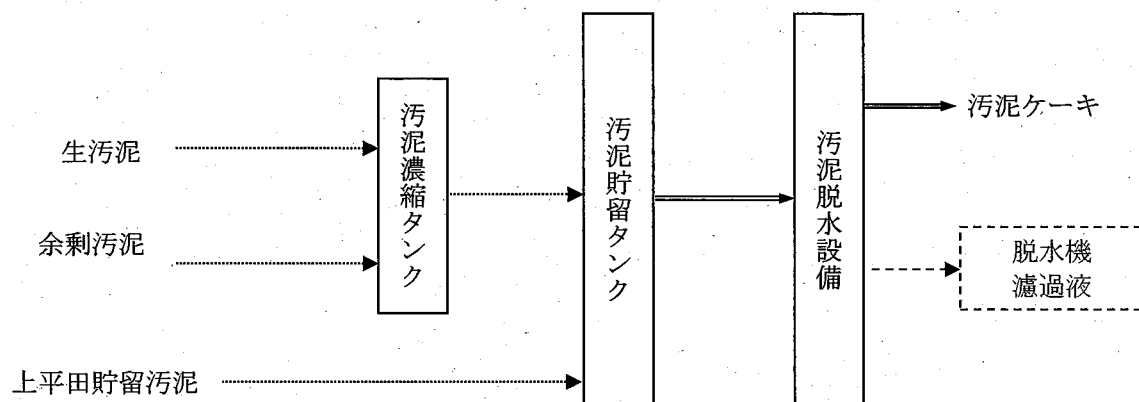 生汚泥
余剰汚泥
上平田貯留汚泥
汚泥濃縮タンク
汚泥貯留タンク
汚泥脱水設備
汚泥ケーキ
脱水機
濾過液